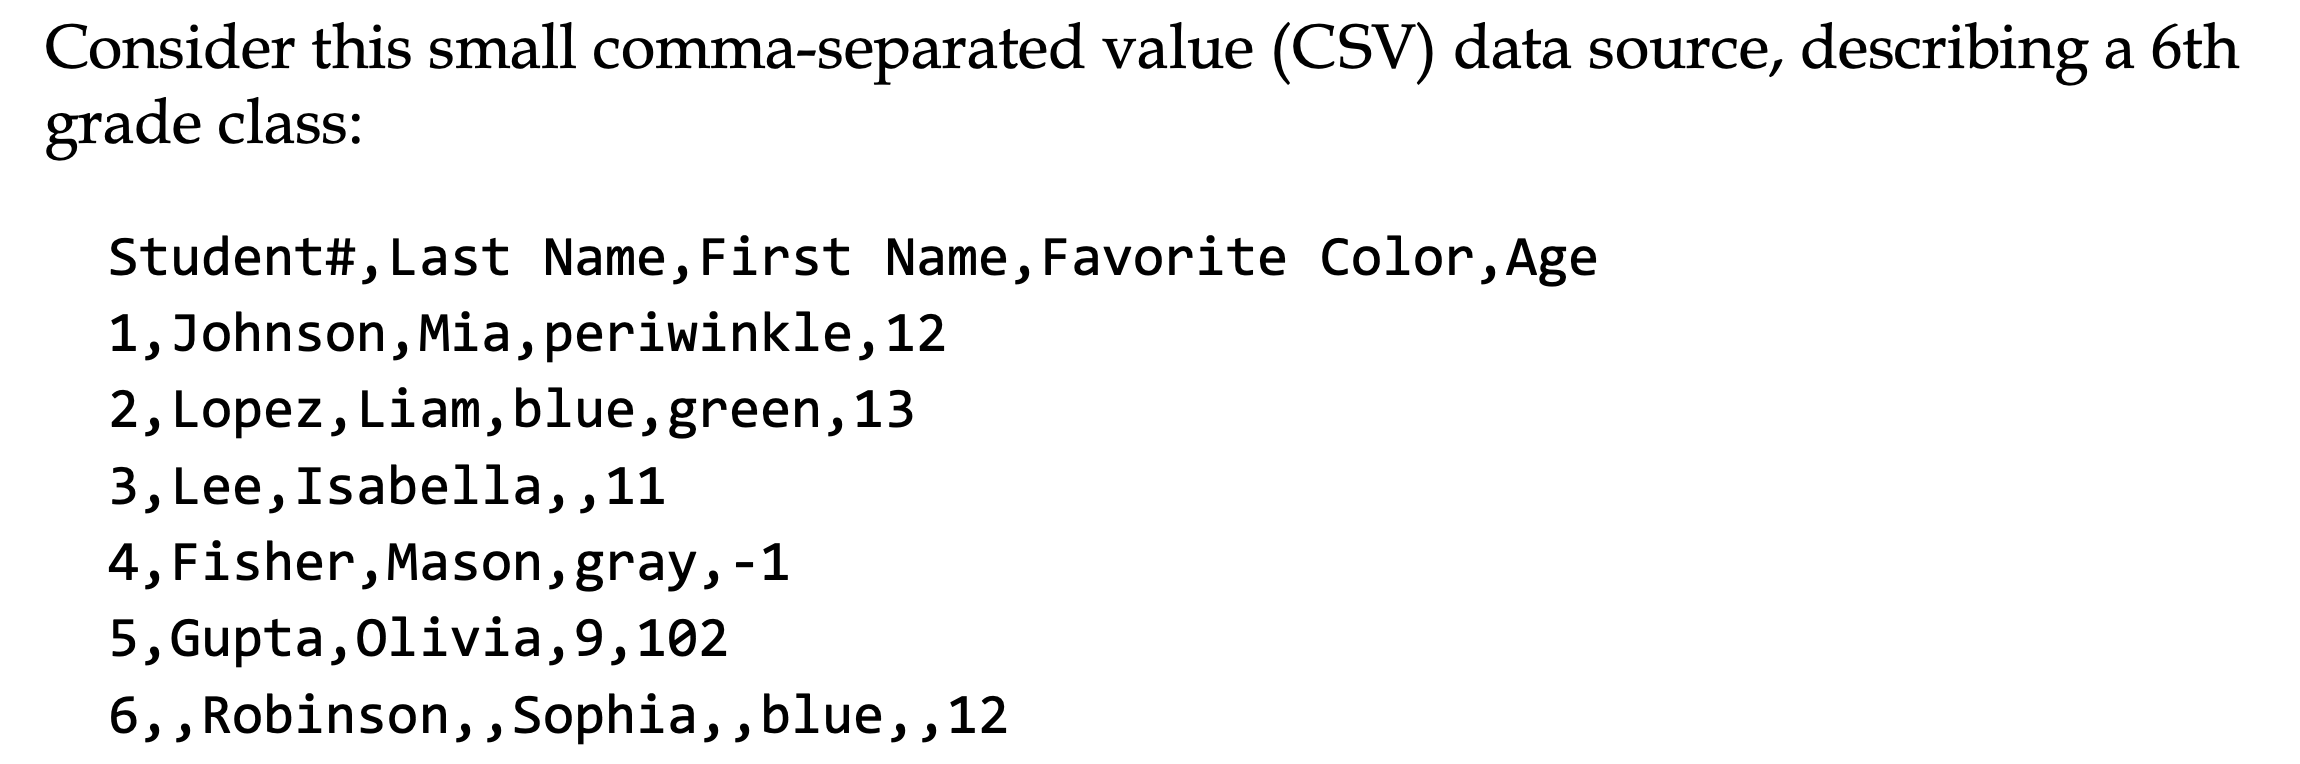 Consider this small comma-separated value (CSV) data source, describing a 6th
grade class:
Student#,Last Name,First Name,Favorite Color,Age
1,Johnson,Mia,periwinkle,12
2,Lopez,Liam,blue,green,13
3,Lee,Isabella,,11
4,Fisher,Mason,gray,-1
5,Gupta,Olivia,9,102
6,,Robinson,,Sophia,,blue,,12